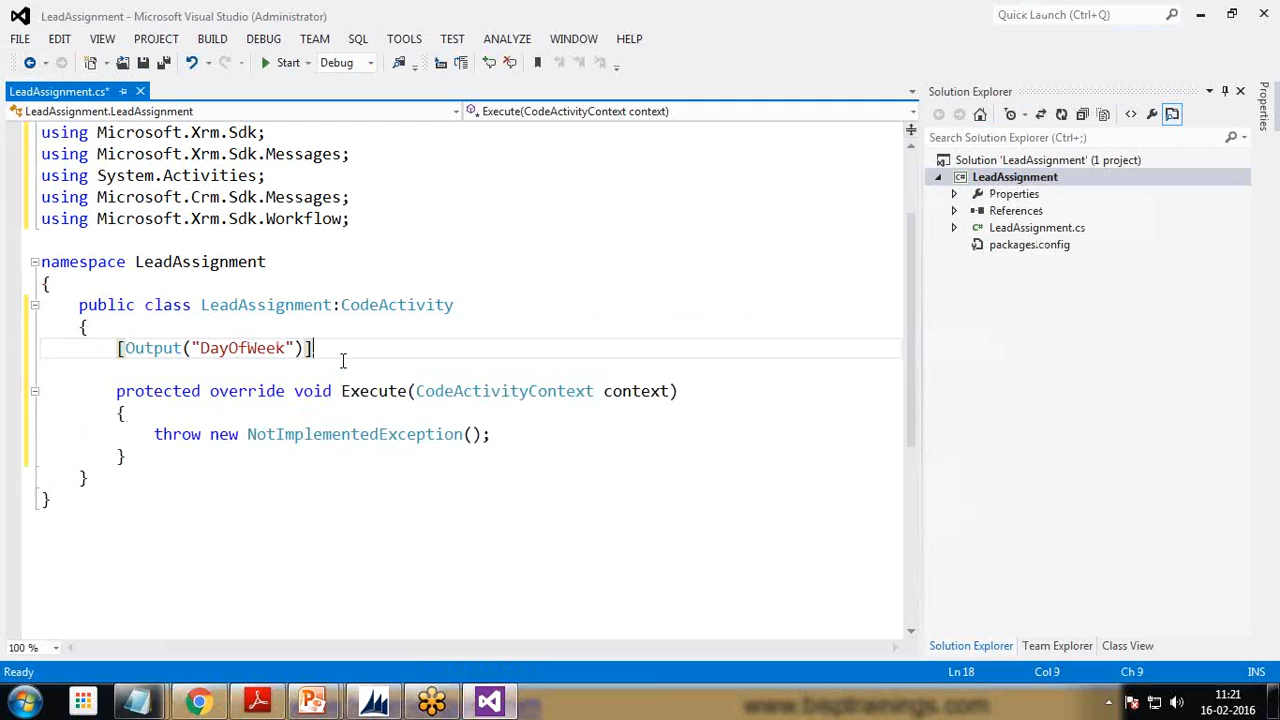 LeadAssignment - Microsoft Visual Studio (Administrator)
Quick Launch (Ctrl+Q)
FILE EDIT VIEW PROJECT BUILD DEBUG TEAM SQL TOOLS TEST ANALYZE WINDOW HELP
Start Debug
LeadAssignment.cs*
LeadAssignment.LeadAssignment
Execute(CodeActivityContext context)
using Microsoft.Xrm.Sdk;
using Microsoft.Xrm.Sdk.Messages;
using System.Activities;
using Microsoft.Crm.Sdk.Messages;
using Microsoft.Xrm.Sdk.Workflow;
namespace LeadAssignment
{
public class LeadAssignment:CodeActivity
{
[Output("DayOfWeek")]
protected override void Execute(CodeActivityContext context)
{
throw new NotImplementedException();
}
}
}
100 %
Solution Explorer
Search Solution Explorer (Ctrl+;)
Solution 'LeadAssignment' (1 project)
LeadAssignment
Properties
References
LeadAssignment.cs
packages.config
Solution Explorer Team Explorer Class View
Properties
Ready
Ln 18 Col 9 Ch 9 INS
www.bisptrainings.com
11:21
16-02-2016